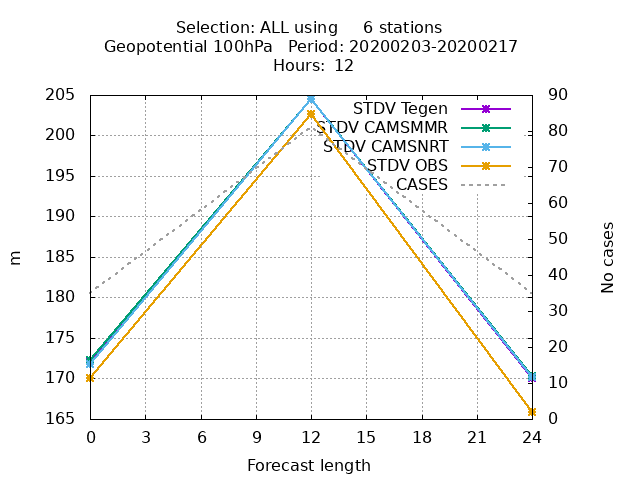 Selection: ALL using     6 stations
Geopotential 100hPa   Period: 20200203-20200217
Hours: 12
205
200
195
190
185
180
175
170
165
m
90
80
70
60
50
40
30
20
10
0
No cases
STDV Tegen
STDV CAMSMMR
STDV CAMSNRT
STDV OBS
CASES
0 3 6 9 12 15 18 21 24
Forecast length